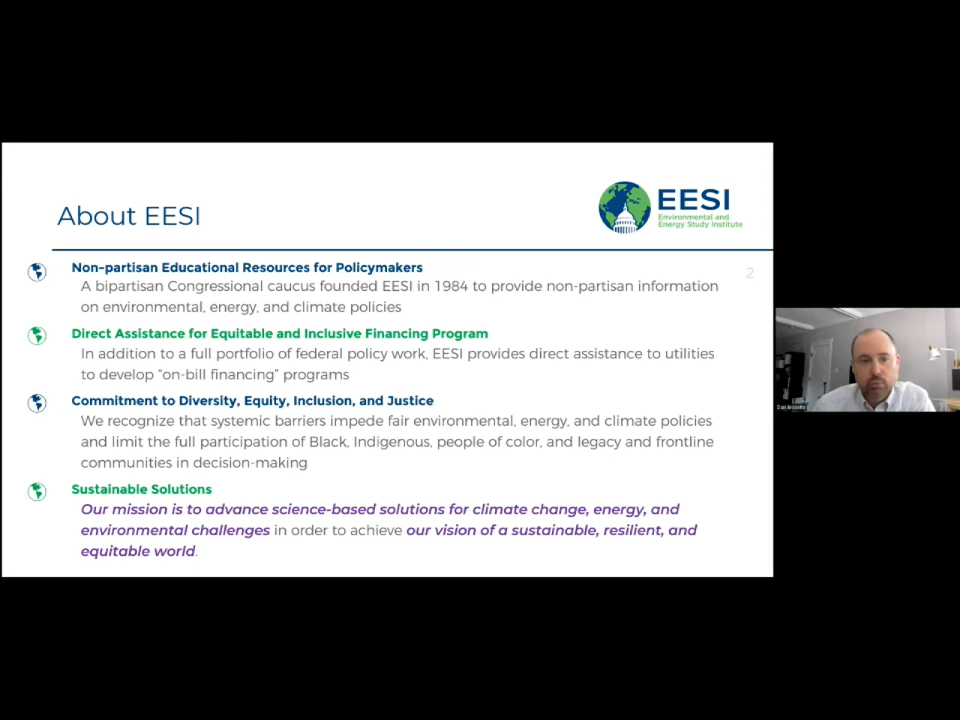 About EESI
EESI
Environmental and
Energy Study Institute
2
Non-partisan Educational Resources for Policymakers
A bipartisan Congressional caucus founded EESI in 1984 to provide non-partisan information
on environmental, energy, and climate policies
Direct Assistance for Equitable and Inclusive Financing Program
In addition to a full portfolio of federal policy work, EESI provides direct assistance to utilities
to develop “on-bill financing” programs
Commitment to Diversity, Equity, Inclusion, and Justice
We recognize that systemic barriers impede fair environmental, energy, and climate policies
and limit the full participation of Black, Indigenous, people of color, and legacy and frontline
communities in decision-making
Sustainable Solutions
Our mission is to advance science-based solutions for climate change, energy, and
environmental challenges in order to achieve our vision of a sustainable, resilient, and
equitable world.
Dan